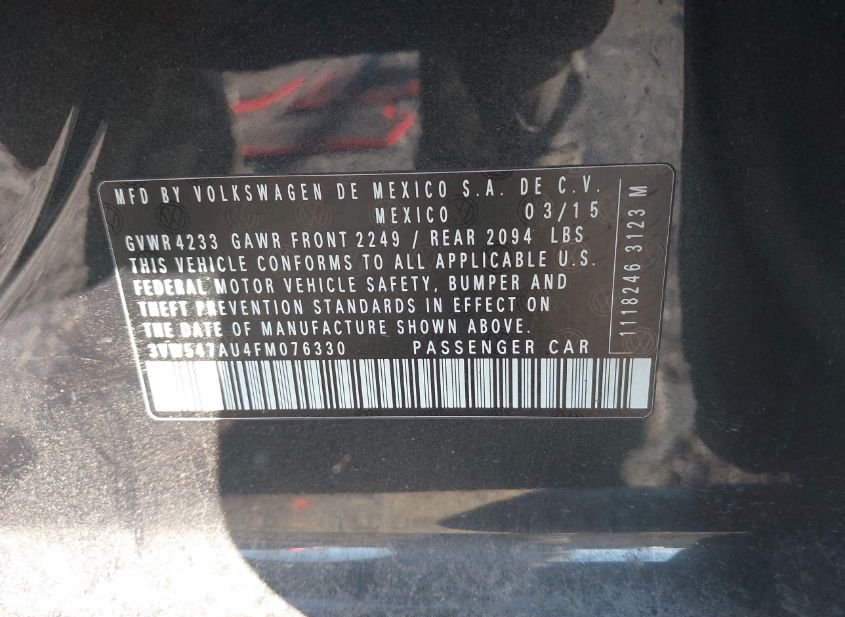 MFD BY VOLKSWAGEN DE MEXICO S.A. DE C.V.
MEXICO 03/15
GVWR 4233 GAWR FRONT 2249 / REAR 2094 LBS
THIS VEHICLE CONFORMS TO ALL APPLICABLE U.S.
FEDERAL MOTOR VEHICLE SAFETY, BUMPER AND
THEFT PREVENTION STANDARDS IN EFFECT ON
THE DATE OF MANUFACTURE SHOWN ABOVE.
3VW547AU4FM076330 PASSENGER CAR
1118246 3123 M